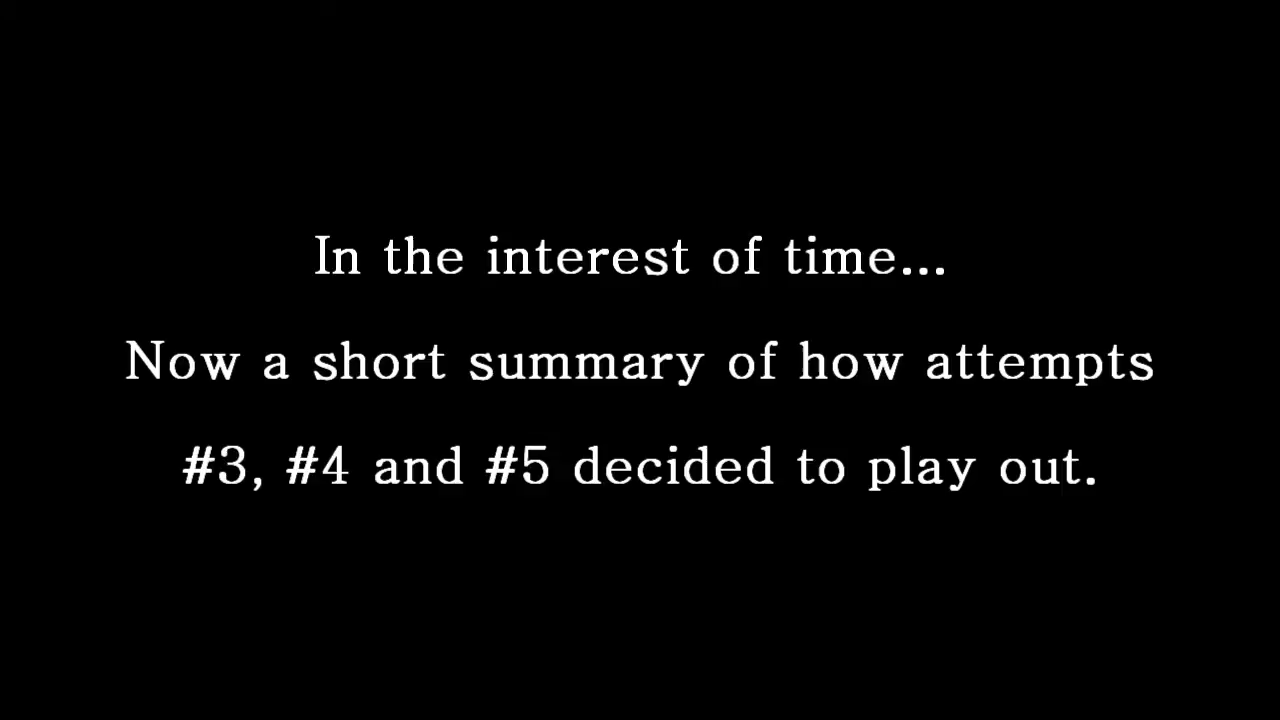 In the interest of time...
Now a short summary of how attempts
#3, #4 and #5 decided to play out.